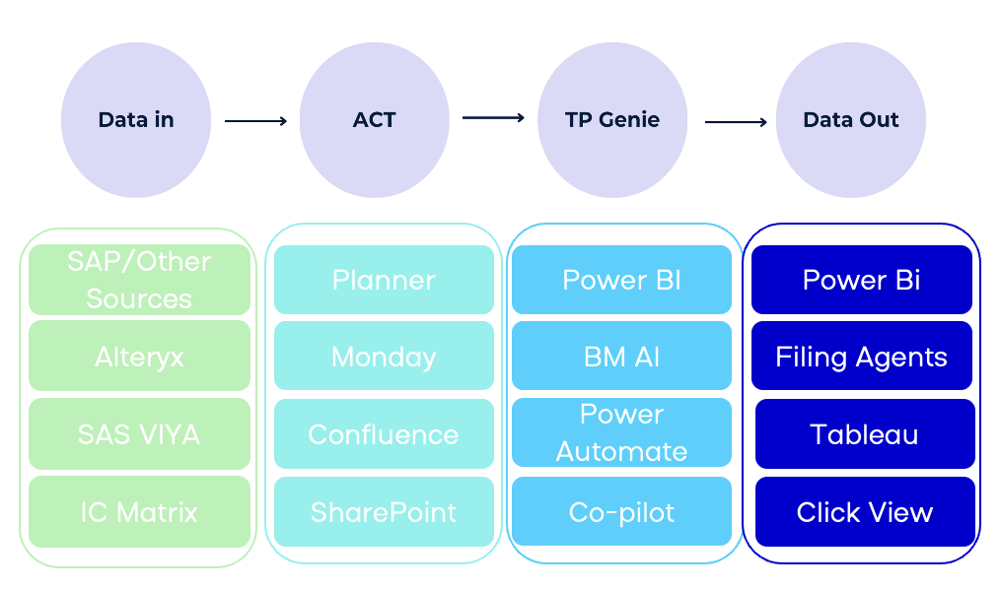 Data in
ACT
TP Genie
Data Out
SAP/Other
Sources
Alteryx
SAS VIYA
IC Matrix
Planner
Monday
Confluence
SharePoint
Power BI
BM AI
Power
Automate
Co-pilot
Power Bi
Filing Agents
Tableau
Click View